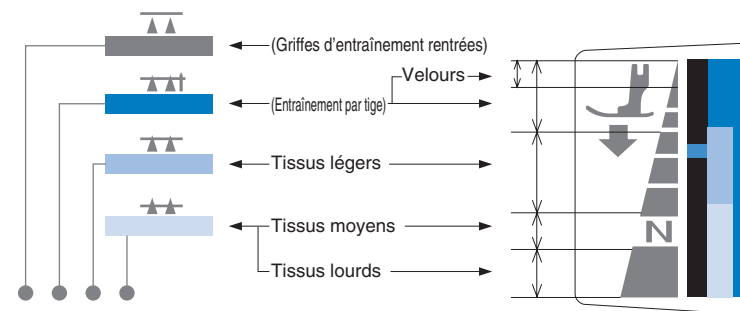 (Griffes d'entraînement rentrées)
Velours
(Entraînement par tige)
Tissus légers
Tissus moyens
N
Tissus lourds